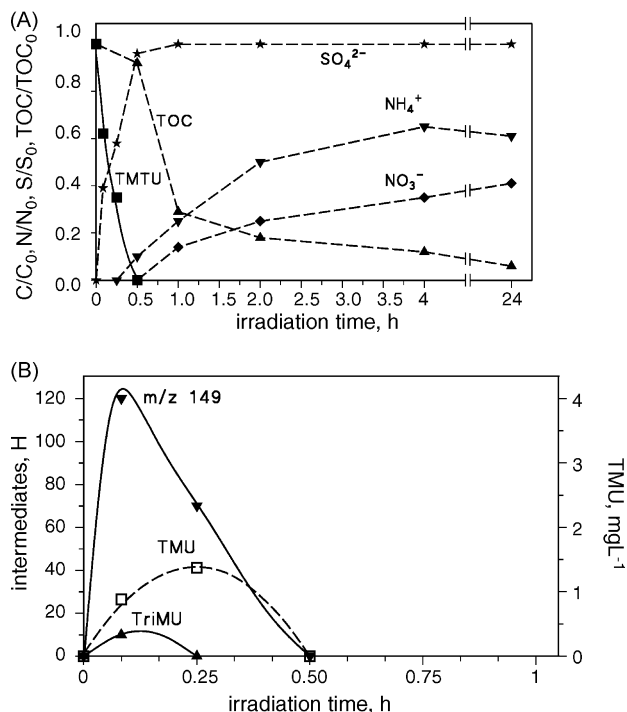 (A)
C/C₀, N/N₀, S/S₀, TOC/TOC₀
1.0
0.8
0.6
0.4
0.2
0.0
SO₄²⁻
TOC
NH₄⁺
TMTU
NO₃⁻
0 0.5 1.0 1.5 2.0 2.5 3.0 3.5 4 24
irradiation time, h
(B)
intermediates, H
120
100
80
60
40
20
0
m/z 149
TMU
TriMU
4
3
2
1
0
TMU, mgL⁻¹
0 0.25 0.50 0.75 1
irradiation time, h